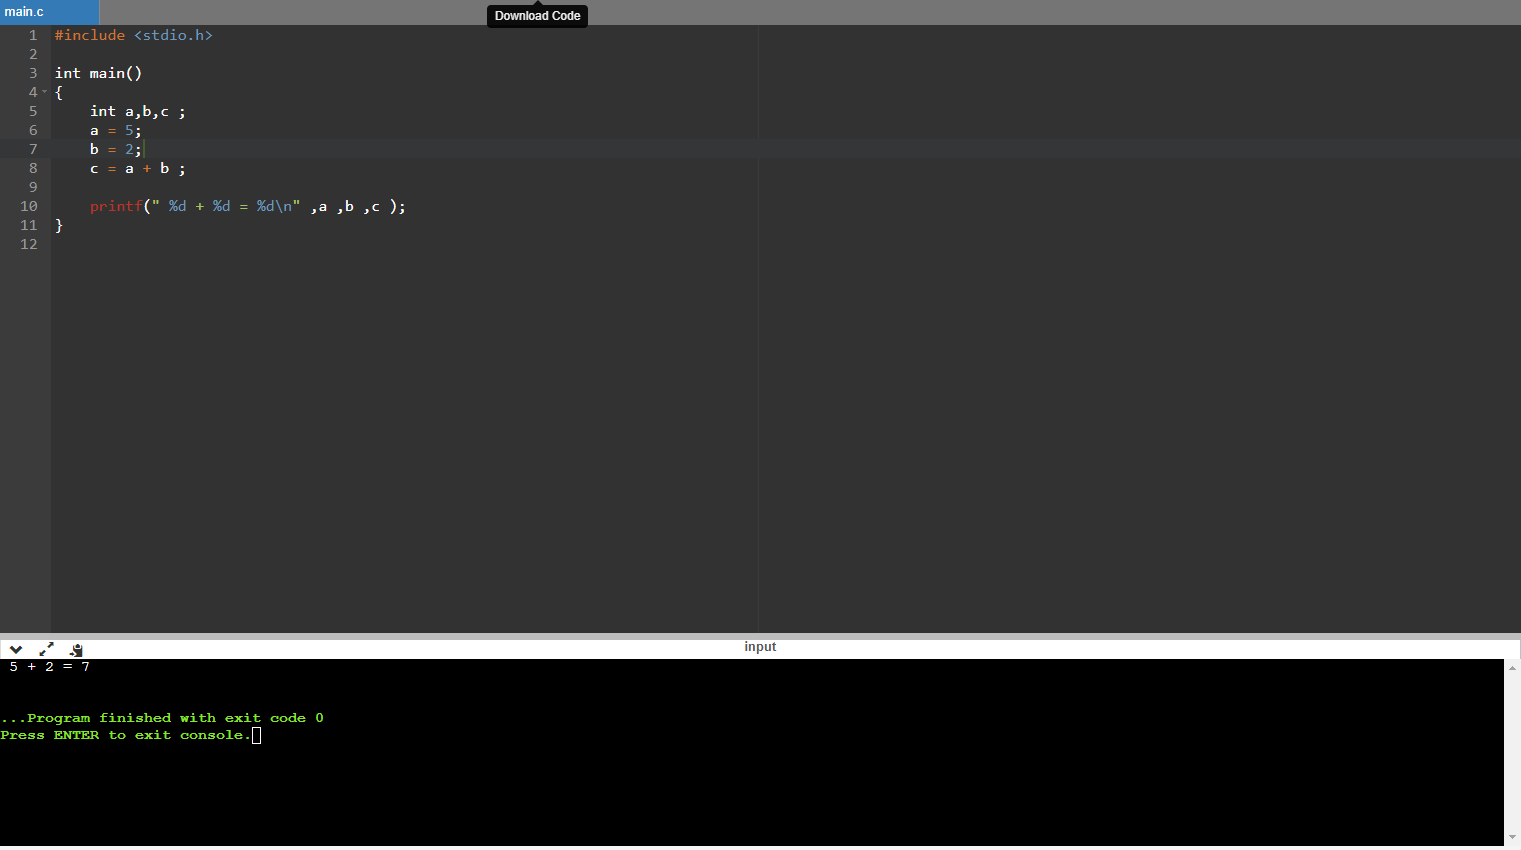 main.c
Download Code
1 #include <stdio.h>
2
3 int main()
4 {
5     int a,b,c ;
6     a = 5;
7     b = 2;
8     c = a + b ;
9
10     printf(" %d + %d = %d\n" ,a ,b ,c );
11 }
12
input
5 + 2 = 7
...Program finished with exit code 0
Press ENTER to exit console.